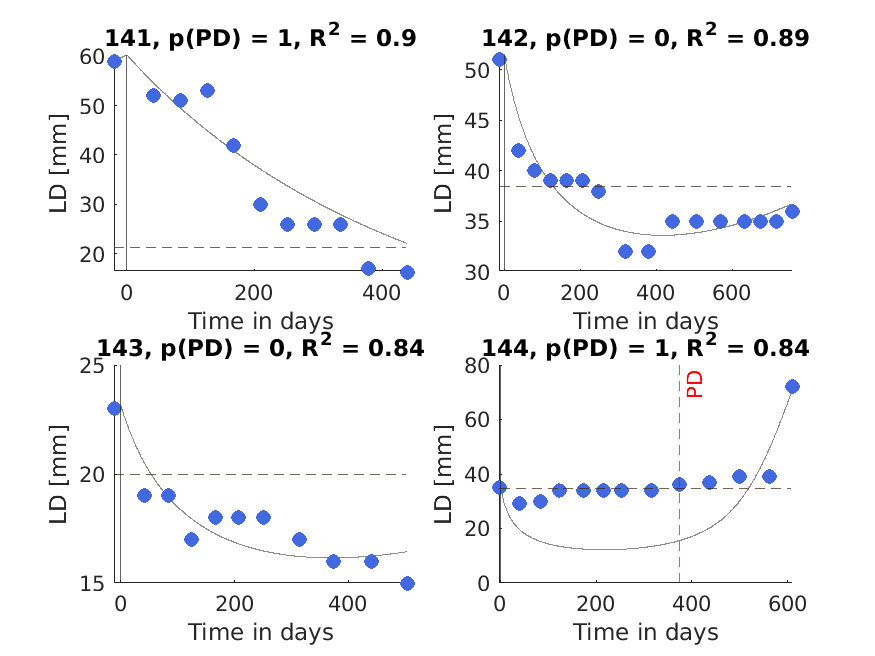 141, p(PD) = 1, R² = 0.9
LD [mm]
60
50
40
30
20
0
200
400
Time in days
142, p(PD) = 0, R² = 0.89
LD [mm]
50
45
40
35
30
0
200
400
600
Time in days
143, p(PD) = 0, R² = 0.84
LD [mm]
25
20
15
0
200
400
Time in days
144, p(PD) = 1, R² = 0.84
LD [mm]
80
60
40
20
0
PD
0
200
400
600
Time in days